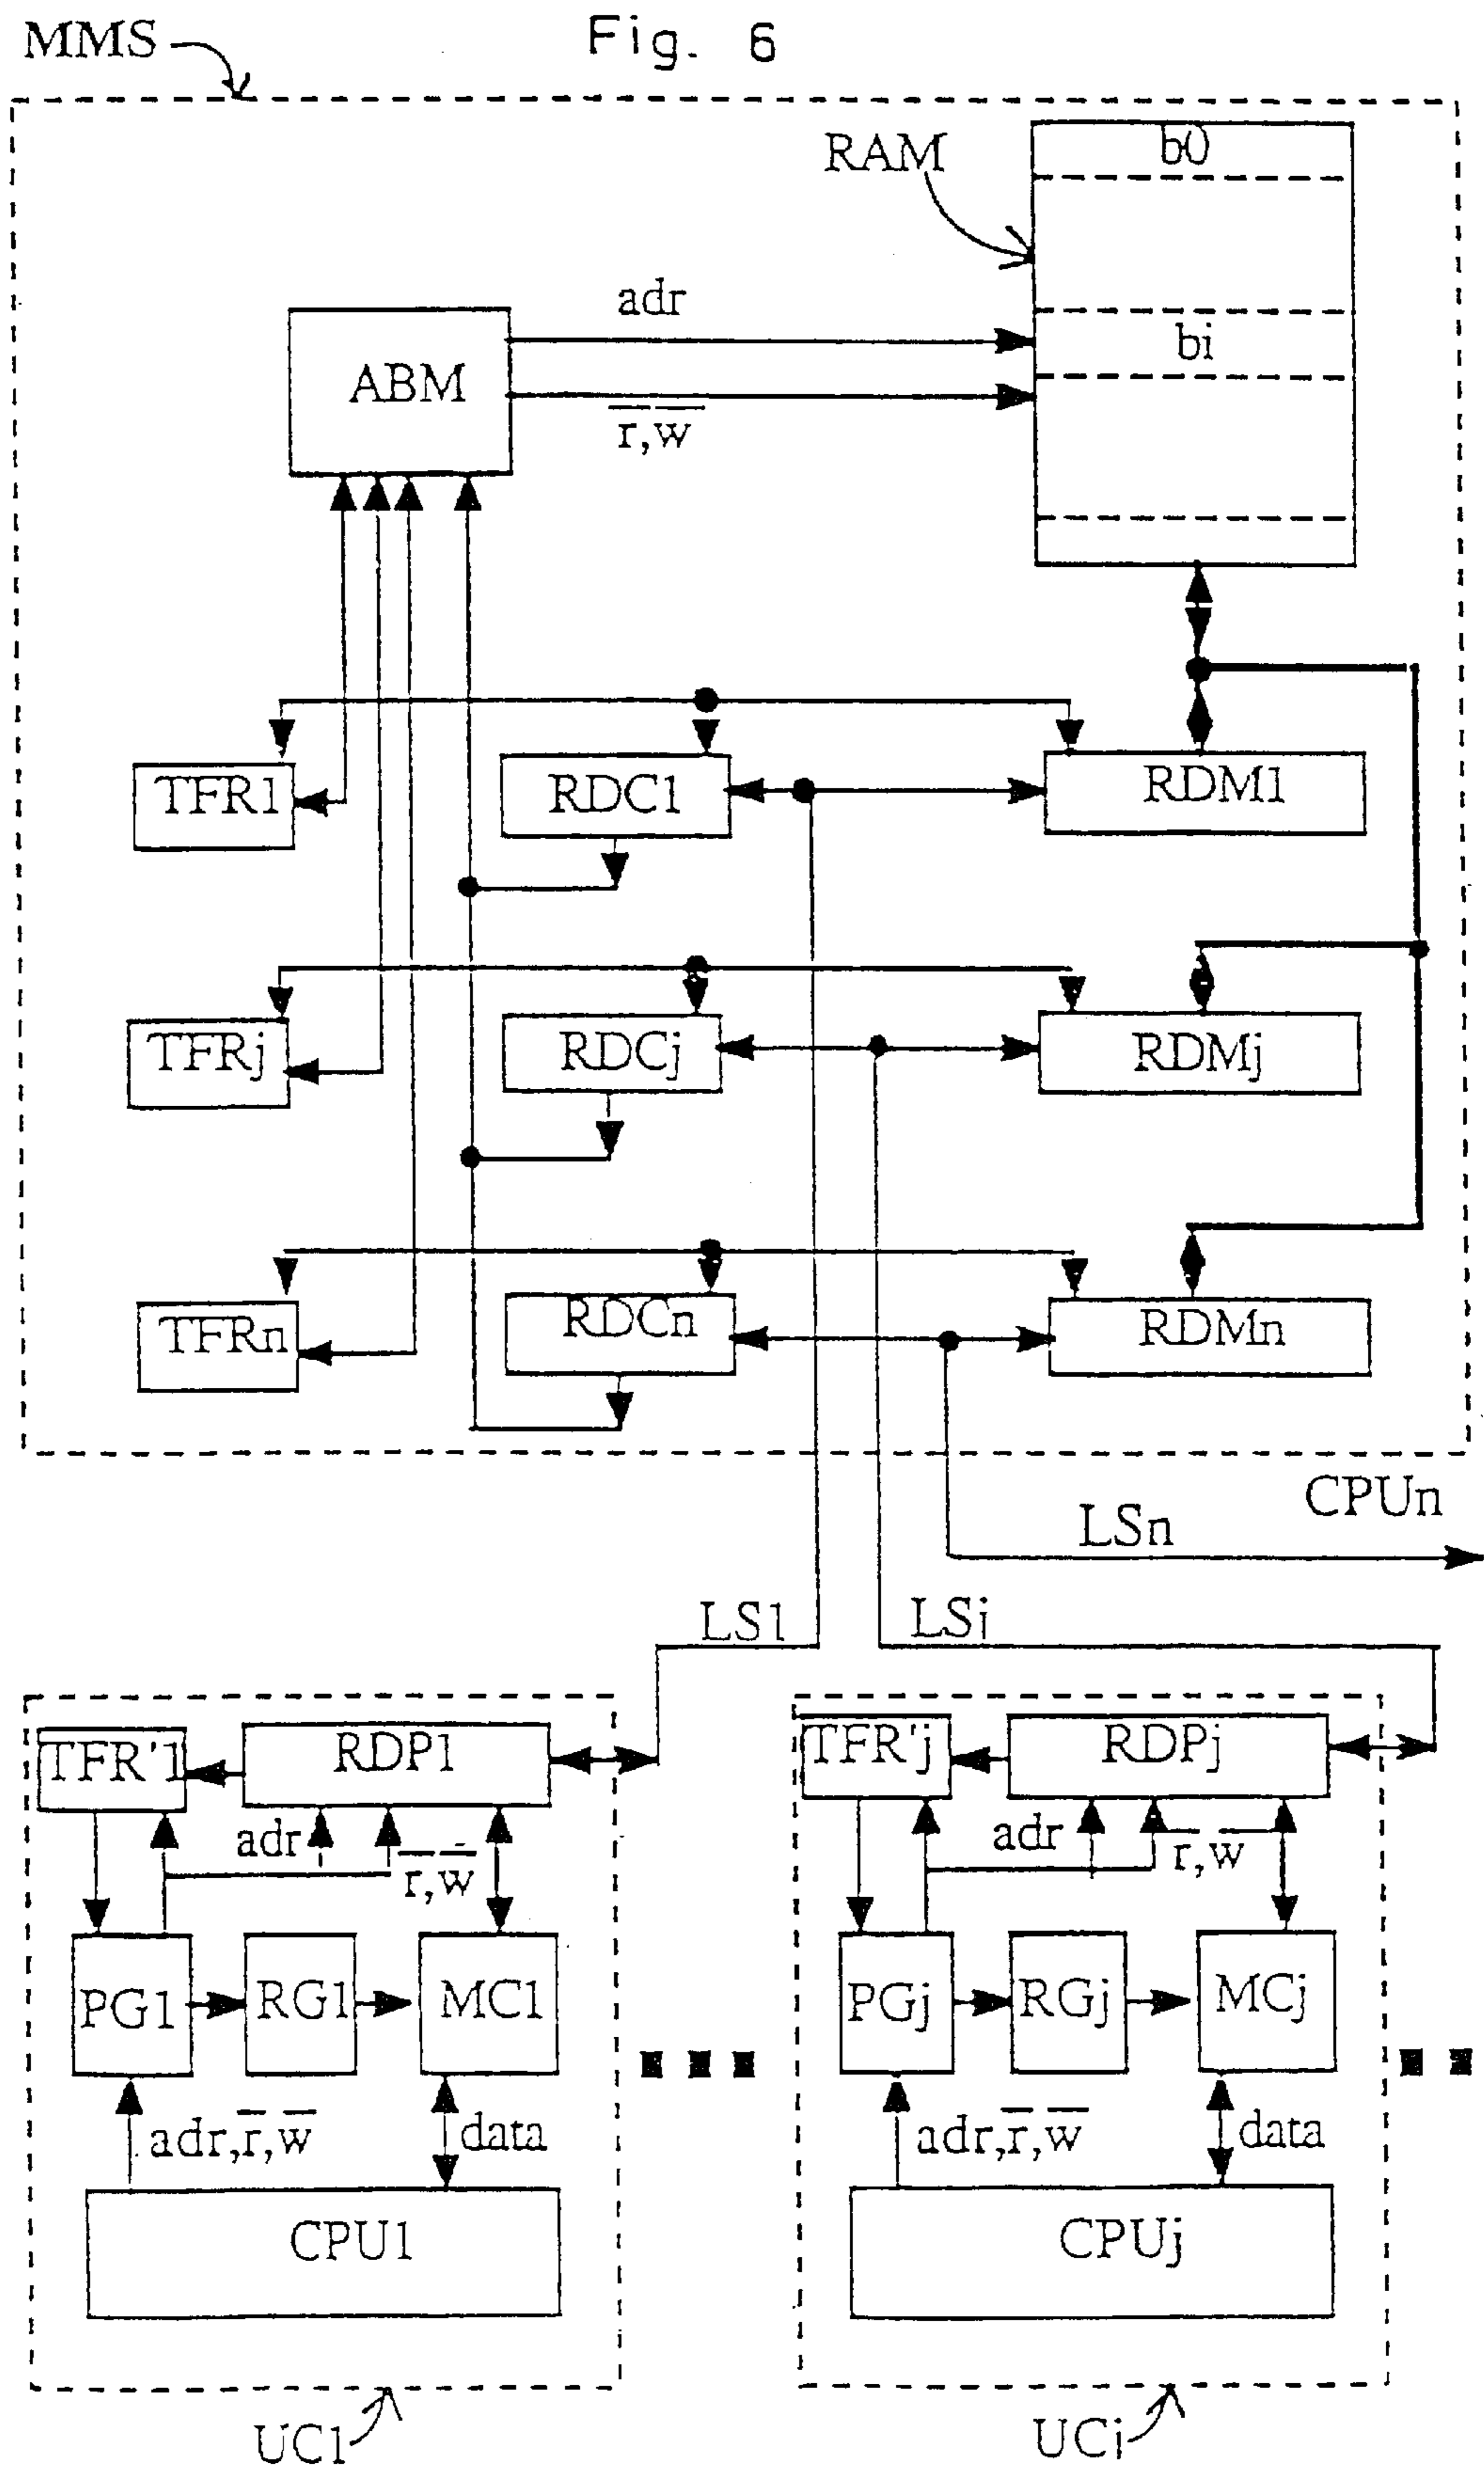 MMS
Fig. 6
RAM
b0
adr
bi
ABM
r̅,w̅
TFR1
RDC1
RDM1
TFRj
RDCj
RDMj
TFRn
RDCn
RDMn
CPUn
LSn
LS1
LSj
TFR'1
RDP1
TFR'j
RDPj
adr
r̅,w̅
adr
r̅,w̅
PG1
RG1
MC1
PGj
RGj
MCj
adr,r̅,w̅
data
adr,r̅,w̅
data
CPU1
CPUj
UC1
UCj